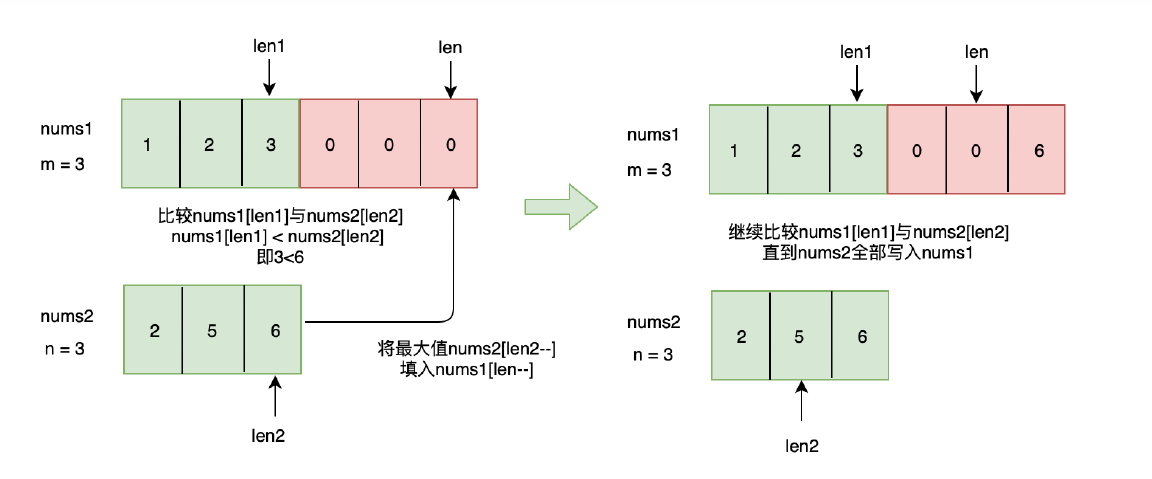 len1
len
nums1
m = 3
1 2 3 0 0 0
比较nums1[len1]与nums2[len2]
nums1[len1] < nums2[len2]
即3<6
nums2
n = 3
2 5 6
将最大值nums2[len2--]
填入nums1[len--]
len2
len1
len
nums1
m = 3
1 2 3 0 0 6
继续比较nums1[len1]与nums2[len2]
直到nums2全部写入nums1
nums2
n = 3
2 5 6
len2